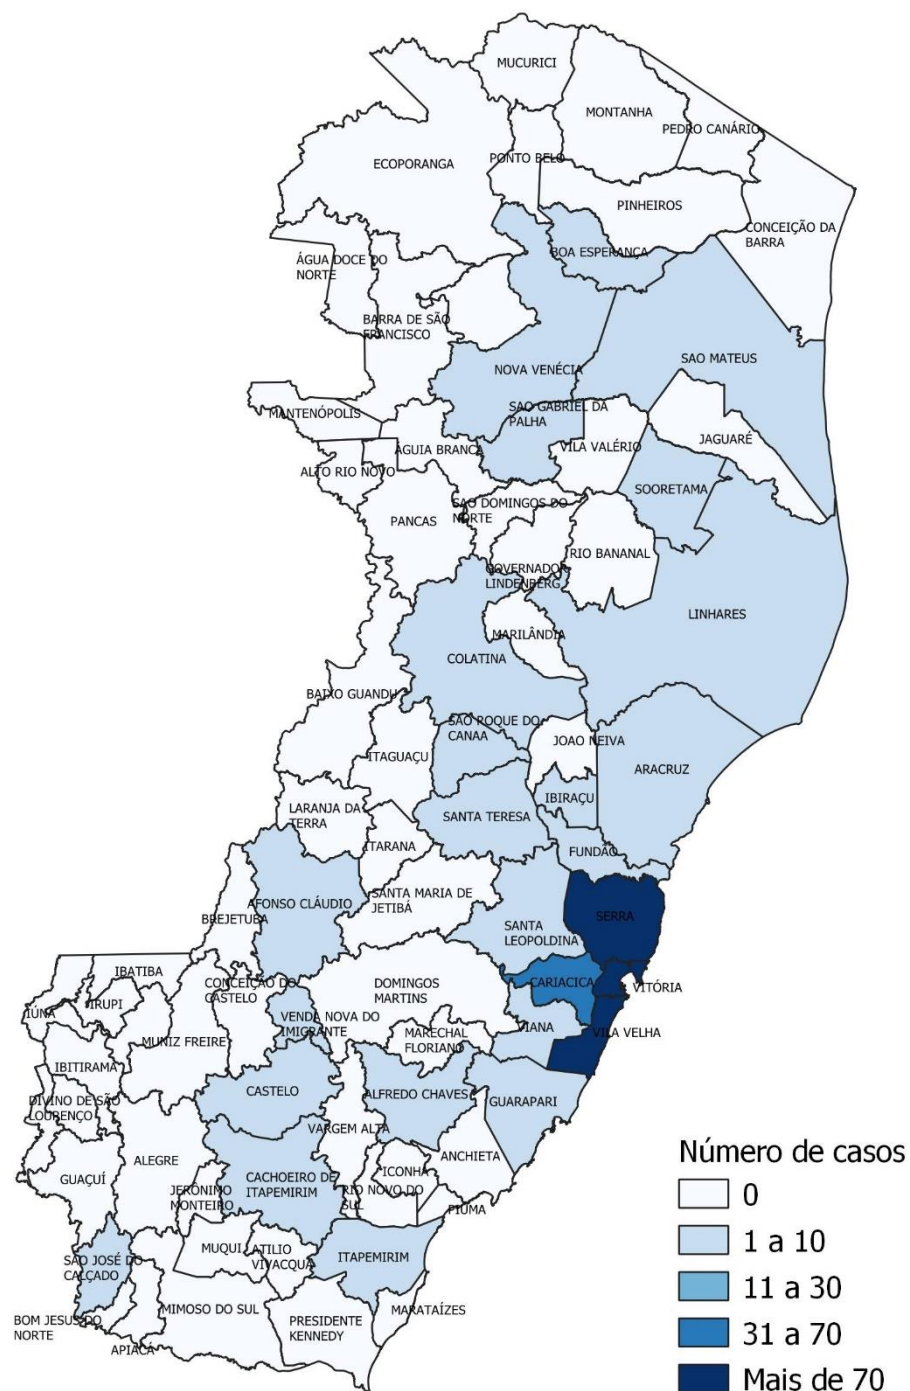 MUCURICI
MONTANHA
PEDRO CANÁRIO
ECOPORANGA
PONTO BELO
PINHEIROS
CONCEIÇÃO DA
BARRA
BOA ESPERANÇA
ÁGUA DOCE DO
NORTE
BARRA DE SÃO
FRANCISCO
NOVA VENÉCIA
SAO MATEUS
MANTENÓPOLIS
SAO GABRIEL DA
PALHA
ÁGUIA BRANCA
VILA VALÉRIO
JAGUARÉ
ALTO RIO NOVO
SOORETAMA
PANCAS
SAO DOMINGOS DO
NORTE
RIO BANANAL
GOVERNADOR
LINDENBERG
LINHARES
MARILÂNDIA
COLATINA
BAIXO GUANDU
SAO ROQUE DO
CANAA
JOAO NEIVA
ITAGUAÇU
ARACRUZ
IBIRAÇU
LARANJA DA
TERRA
SANTA TERESA
ITARANA
FUNDÃO
AFONSO CLÁUDIO
SANTA MARIA DE
JETIBÁ
BREJETUBA
SERRA
SANTA
LEOPOLDINA
IBATIBA
CONCEIÇÃO DO
CASTELO
DOMINGOS
MARTINS
CARIACICA
VITÓRIA
IÚNA
IRUPI
VENDA NOVA DO
IMIGRANTE
MUNIZ FREIRE
MARECHAL
FLORIANO
VIANA
VILA VELHA
IBITIRAMA
CASTELO
ALFREDO CHAVES
GUARAPARI
DIVINO DE SÃO
LOURENÇO
VARGEM ALTA
ANCHIETA
ALEGRE
GUAÇUÍ
CACHOEIRO DE
ITAPEMIRIM
ICONHA
JERÔNIMO
MONTEIRO
RIO NOVO DO
SUL
PIUMA
SÃO JOSÉ DO
CALÇADO
MUQUI
ATILIO
VIVACQUA
ITAPEMIRIM
BOM JESUS DO
NORTE
MIMOSO DO SUL
PRESIDENTE
KENNEDY
MARATAÍZES
APIACÁ
Número de casos
0
1 a 10
11 a 30
31 a 70
Mais de 70